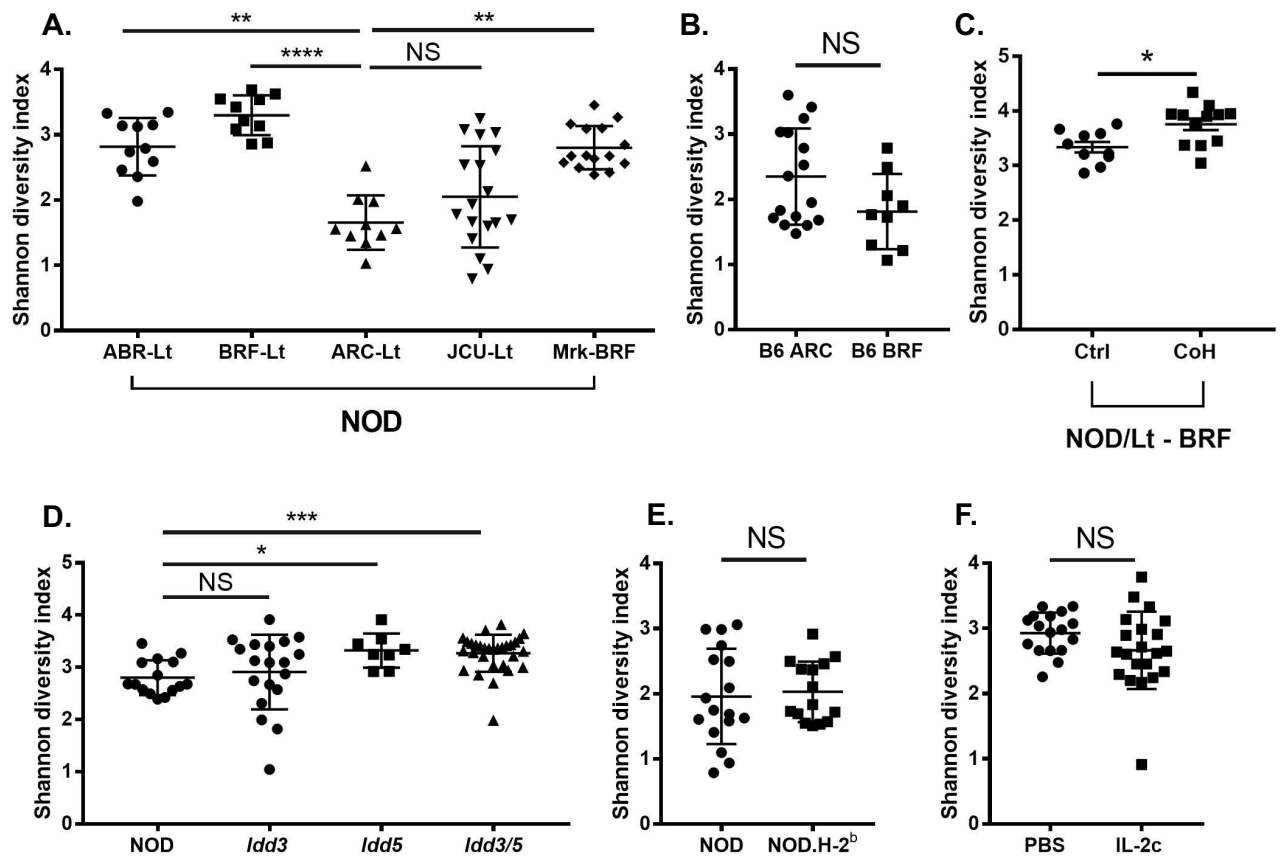 A.
**
**
****
NS
Shannon diversity index
4
3
2
1
0
ABR-Lt BRF-Lt ARC-Lt JCU-Lt Mrk-BRF
NOD
B.
NS
Shannon diversity index
4
3
2
1
0
B6 ARC B6 BRF
C.
*
Shannon diversity index
5
4
3
2
1
0
Ctrl CoH
NOD/Lt - BRF
D.
***
*
NS
Shannon diversity index
5
4
3
2
1
0
NOD Idd3 Idd5 Idd3/5
E.
NS
Shannon diversity index
4
3
2
1
0
NOD NOD.H-2ᵇ
F.
NS
Shannon diversity index
4
3
2
1
0
PBS IL-2c